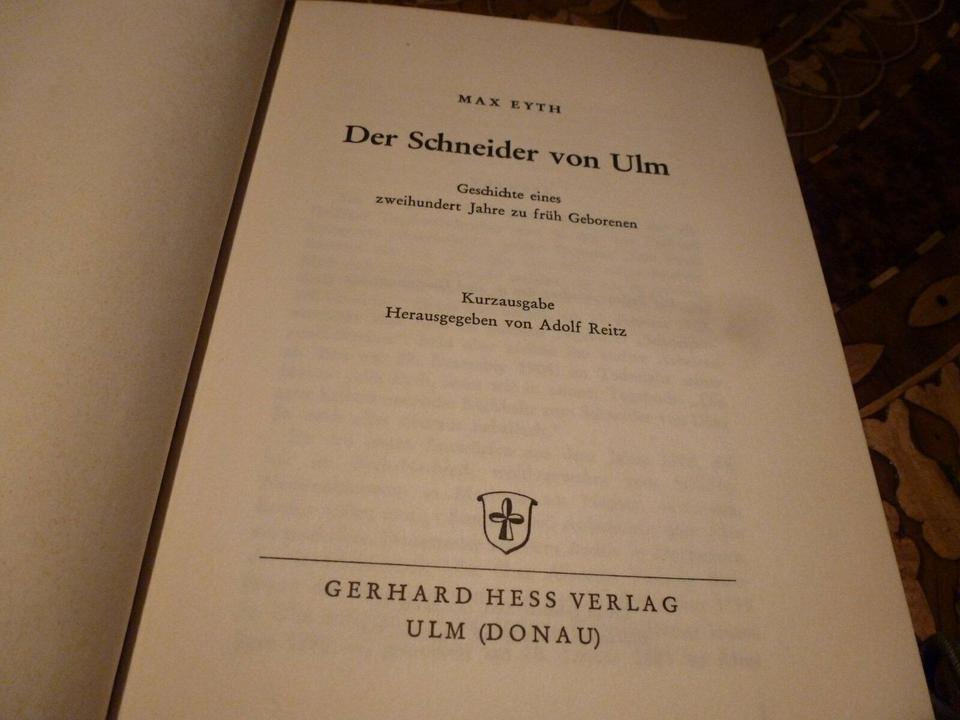 MAX EYTH
Der Schneider von Ulm
Geschichte eines
zweihundert Jahre zu früh Geborenen
Kurzausgabe
Herausgegeben von Adolf Reitz
GERHARD HESS VERLAG
ULM (DONAU)